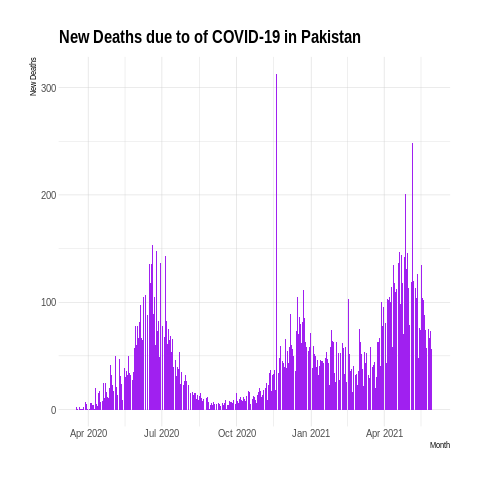 New Deaths due to of COVID-19 in Pakistan
New Deaths
300
200
100
0
Apr 2020 Jul 2020 Oct 2020 Jan 2021 Apr 2021
Month